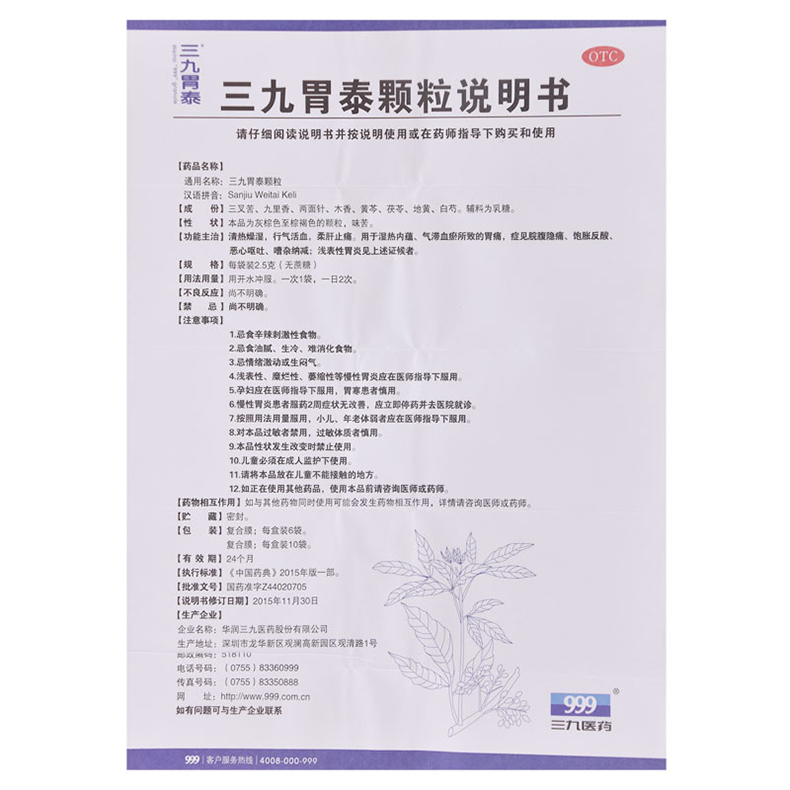 三九胃泰
OTC
三九胃泰颗粒说明书
请仔细阅读说明书并按说明使用或在药师指导下购买和使用
【药品名称】
通用名称：三九胃泰颗粒
汉语拼音：Sanjiu Weitai Keli
【成 份】三叉苦、九里香、两面针、木香、黄芩、茯苓、地黄、白芍。辅料为乳糖。
【性 状】本品为灰棕色至棕褐色的颗粒，味苦。
【功能主治】清热燥湿，行气活血，柔肝止痛。用于湿热内蕴、气滞血瘀所致的胃痛，症见脘腹隐痛、饱胀反酸、
恶心呕吐、嘈杂纳减；浅表性胃炎见上述证候者。
【规 格】每袋装2.5克（无蔗糖）
【用法用量】用开水冲服。一次1袋，一日2次。
【不良反应】尚不明确。
【禁 忌】尚不明确。
【注意事项】
1.忌食辛辣刺激性食物。
2.忌食油腻、生冷、难消化食物。
3.忌情绪激动或生闷气。
4.浅表性、糜烂性、萎缩性等慢性胃炎应在医师指导下服用。
5.孕妇应在医师指导下服用，胃寒患者慎用。
6.慢性胃炎患者服药2周症状无改善，应立即停药并去医院就诊。
7.按照用法用量服用，小儿、年老体弱者应在医师指导下服用。
8.对本品过敏者禁用，过敏体质者慎用。
9.本品性状发生改变时禁止使用。
10.儿童必须在成人监护下使用。
11.请将本品放在儿童不能接触的地方。
12.如正在使用其他药品，使用本品前请咨询医师或药师。
【药物相互作用】如与其他药物同时使用可能会发生药物相互作用，详情请咨询医师或药师。
【贮 藏】密封。
【包 装】复合膜；每盒装6袋。
复合膜；每盒装10袋。
【有 效 期】24个月
【执行标准】《中国药典》2015年版一部。
【批准文号】国药准字Z44020705
【说明书修订日期】2015年11月30日
【生产企业】
企业名称：华润三九医药股份有限公司
生产地址：深圳市龙华新区观澜高新园区观清路1号
邮政编码：518110
电话号码：（0755）83360999
传真号码：（0755）83350888
网 址：http://www.999.com.cn
如有问题可与生产企业联系
999®
三九医药
999 | 客户服务热线 | 4008-000-999